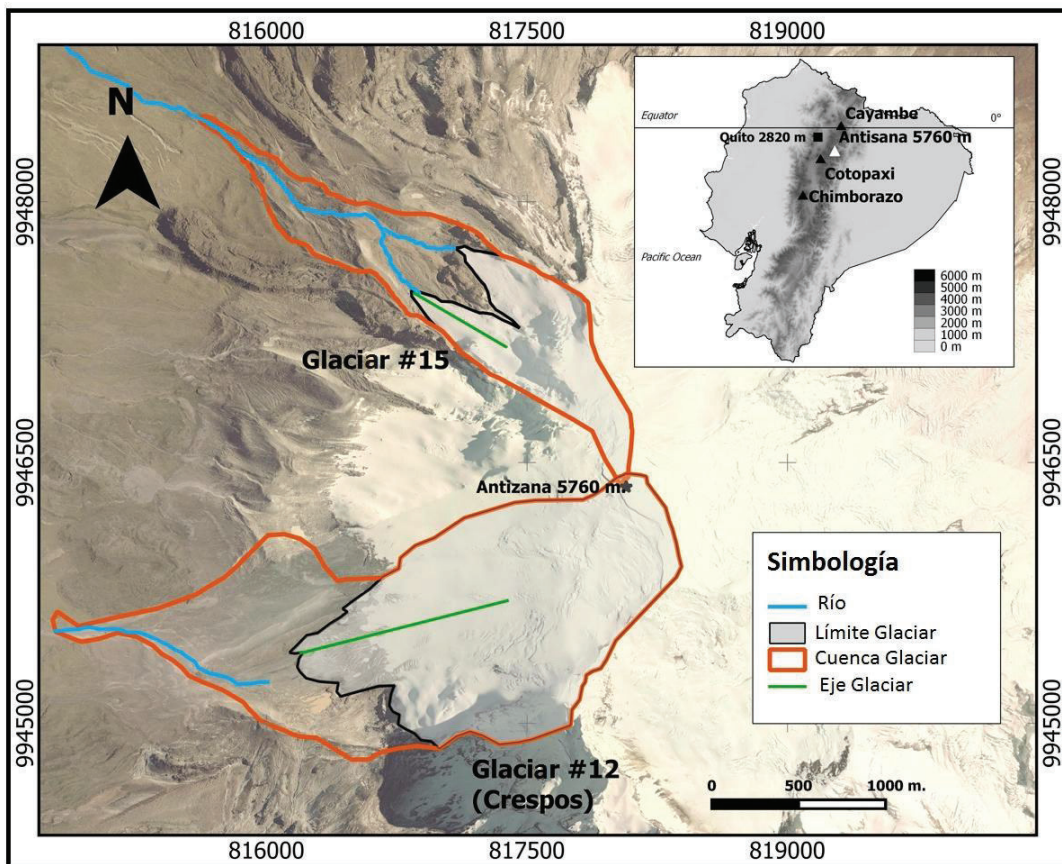 816000 817500 819000
N
9948000
9946500
9945000
Equator
0°
Cayambe
Quito 2820 m
Antisana 5760 m
Cotopaxi
Chimborazo
Pacific Ocean
6000 m
5000 m
4000 m
3000 m
2000 m
1000 m
0 m
Glaciar #15
Antizana 5760 m
Glaciar #12
(Crespos)
Simbología
Río
Límite Glaciar
Cuenca Glaciar
Eje Glaciar
0 500 1000 m.
9948000
9946500
9945000
816000 817500 819000